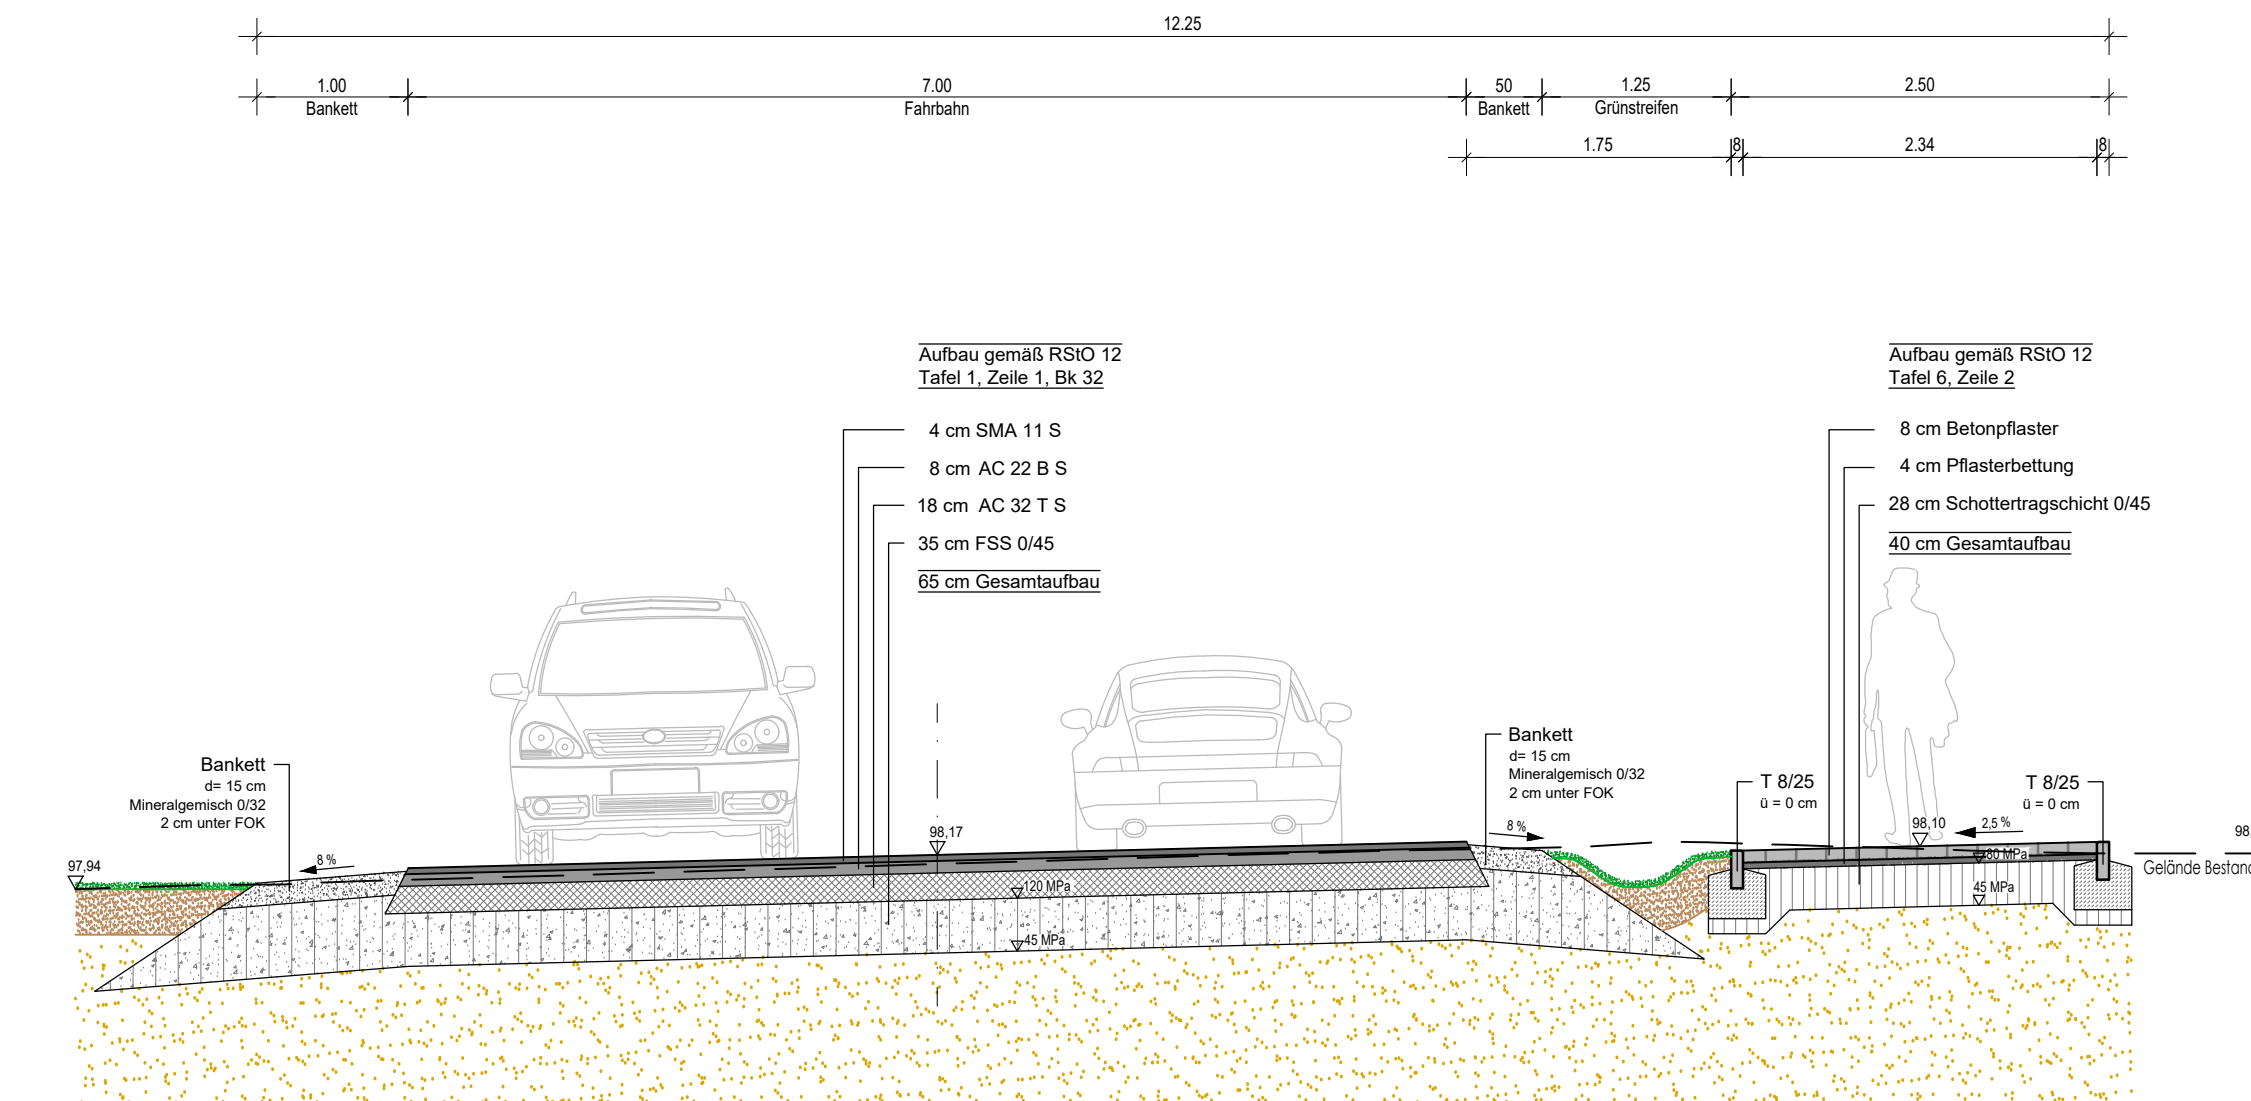 12.25
1.00
7.00
50
1.25
2.50
Bankett
Fahrbahn
Bankett
Grünstreifen
1.75
8
2.34
8
Aufbau gemäß RStO 12
Tafel 1, Zeile 1, Bk 32
4 cm SMA 11 S
8 cm AC 22 B S
18 cm AC 32 T S
35 cm FSS 0/45
65 cm Gesamtaufbau
Aufbau gemäß RStO 12
Tafel 6, Zeile 2
8 cm Betonpflaster
4 cm Pflasterbettung
28 cm Schottertragschicht 0/45
40 cm Gesamtaufbau
Bankett
d= 15 cm
Mineralgemisch 0/32
2 cm unter FOK
Bankett
d= 15 cm
Mineralgemisch 0/32
2 cm unter FOK
T 8/25
ü = 0 cm
T 8/25
ü = 0 cm
97,94
8 %
98,17
8 %
98,10
2,5 %
98,
80 MPa
Gelände Bestand
120 MPa
45 MPa
45 MPa